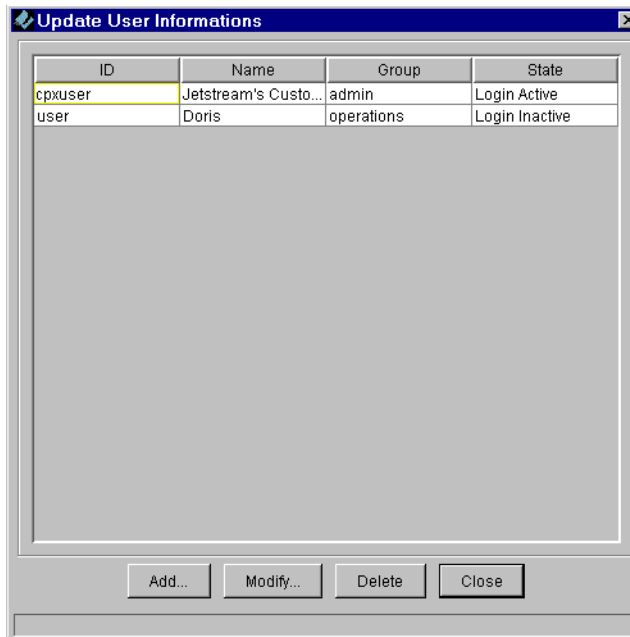 Update User Informations
ID Name Group State
cpxuser Jetstream's Custo... admin Login Active
user Doris operations Login Inactive
Add... Modify... Delete Close